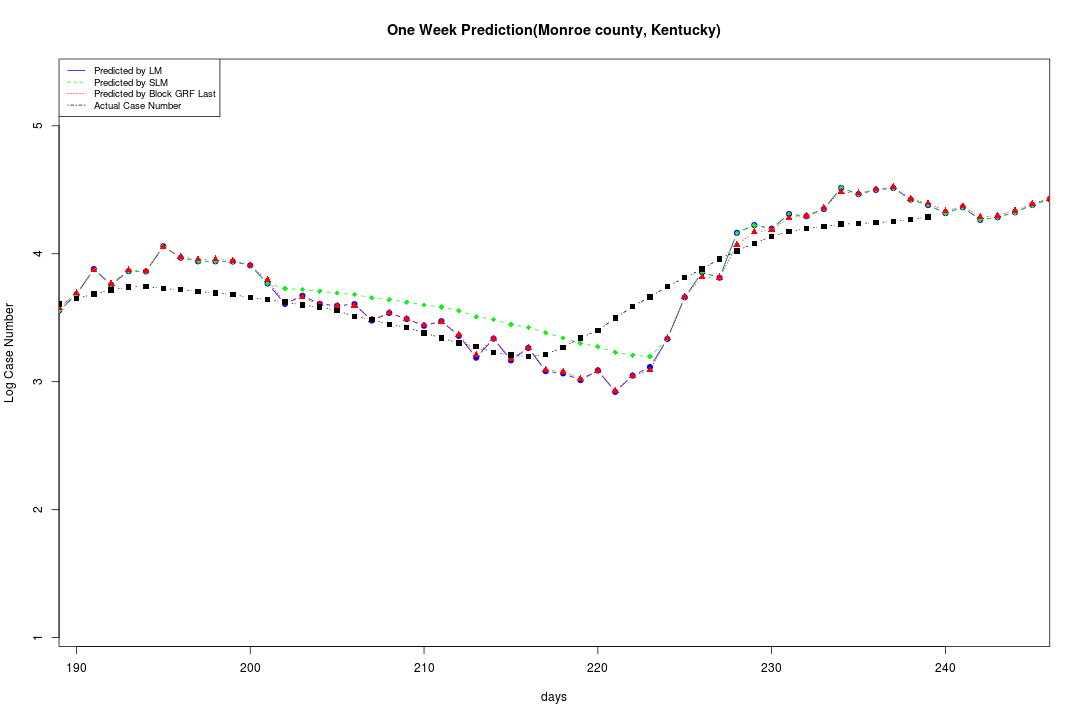 One Week Prediction(Monroe county, Kentucky)
Predicted by LM
Predicted by SLM
Predicted by Block GRF Last
Actual Case Number
5
4
3
2
1
Log Case Number
190 200 210 220 230 240
days